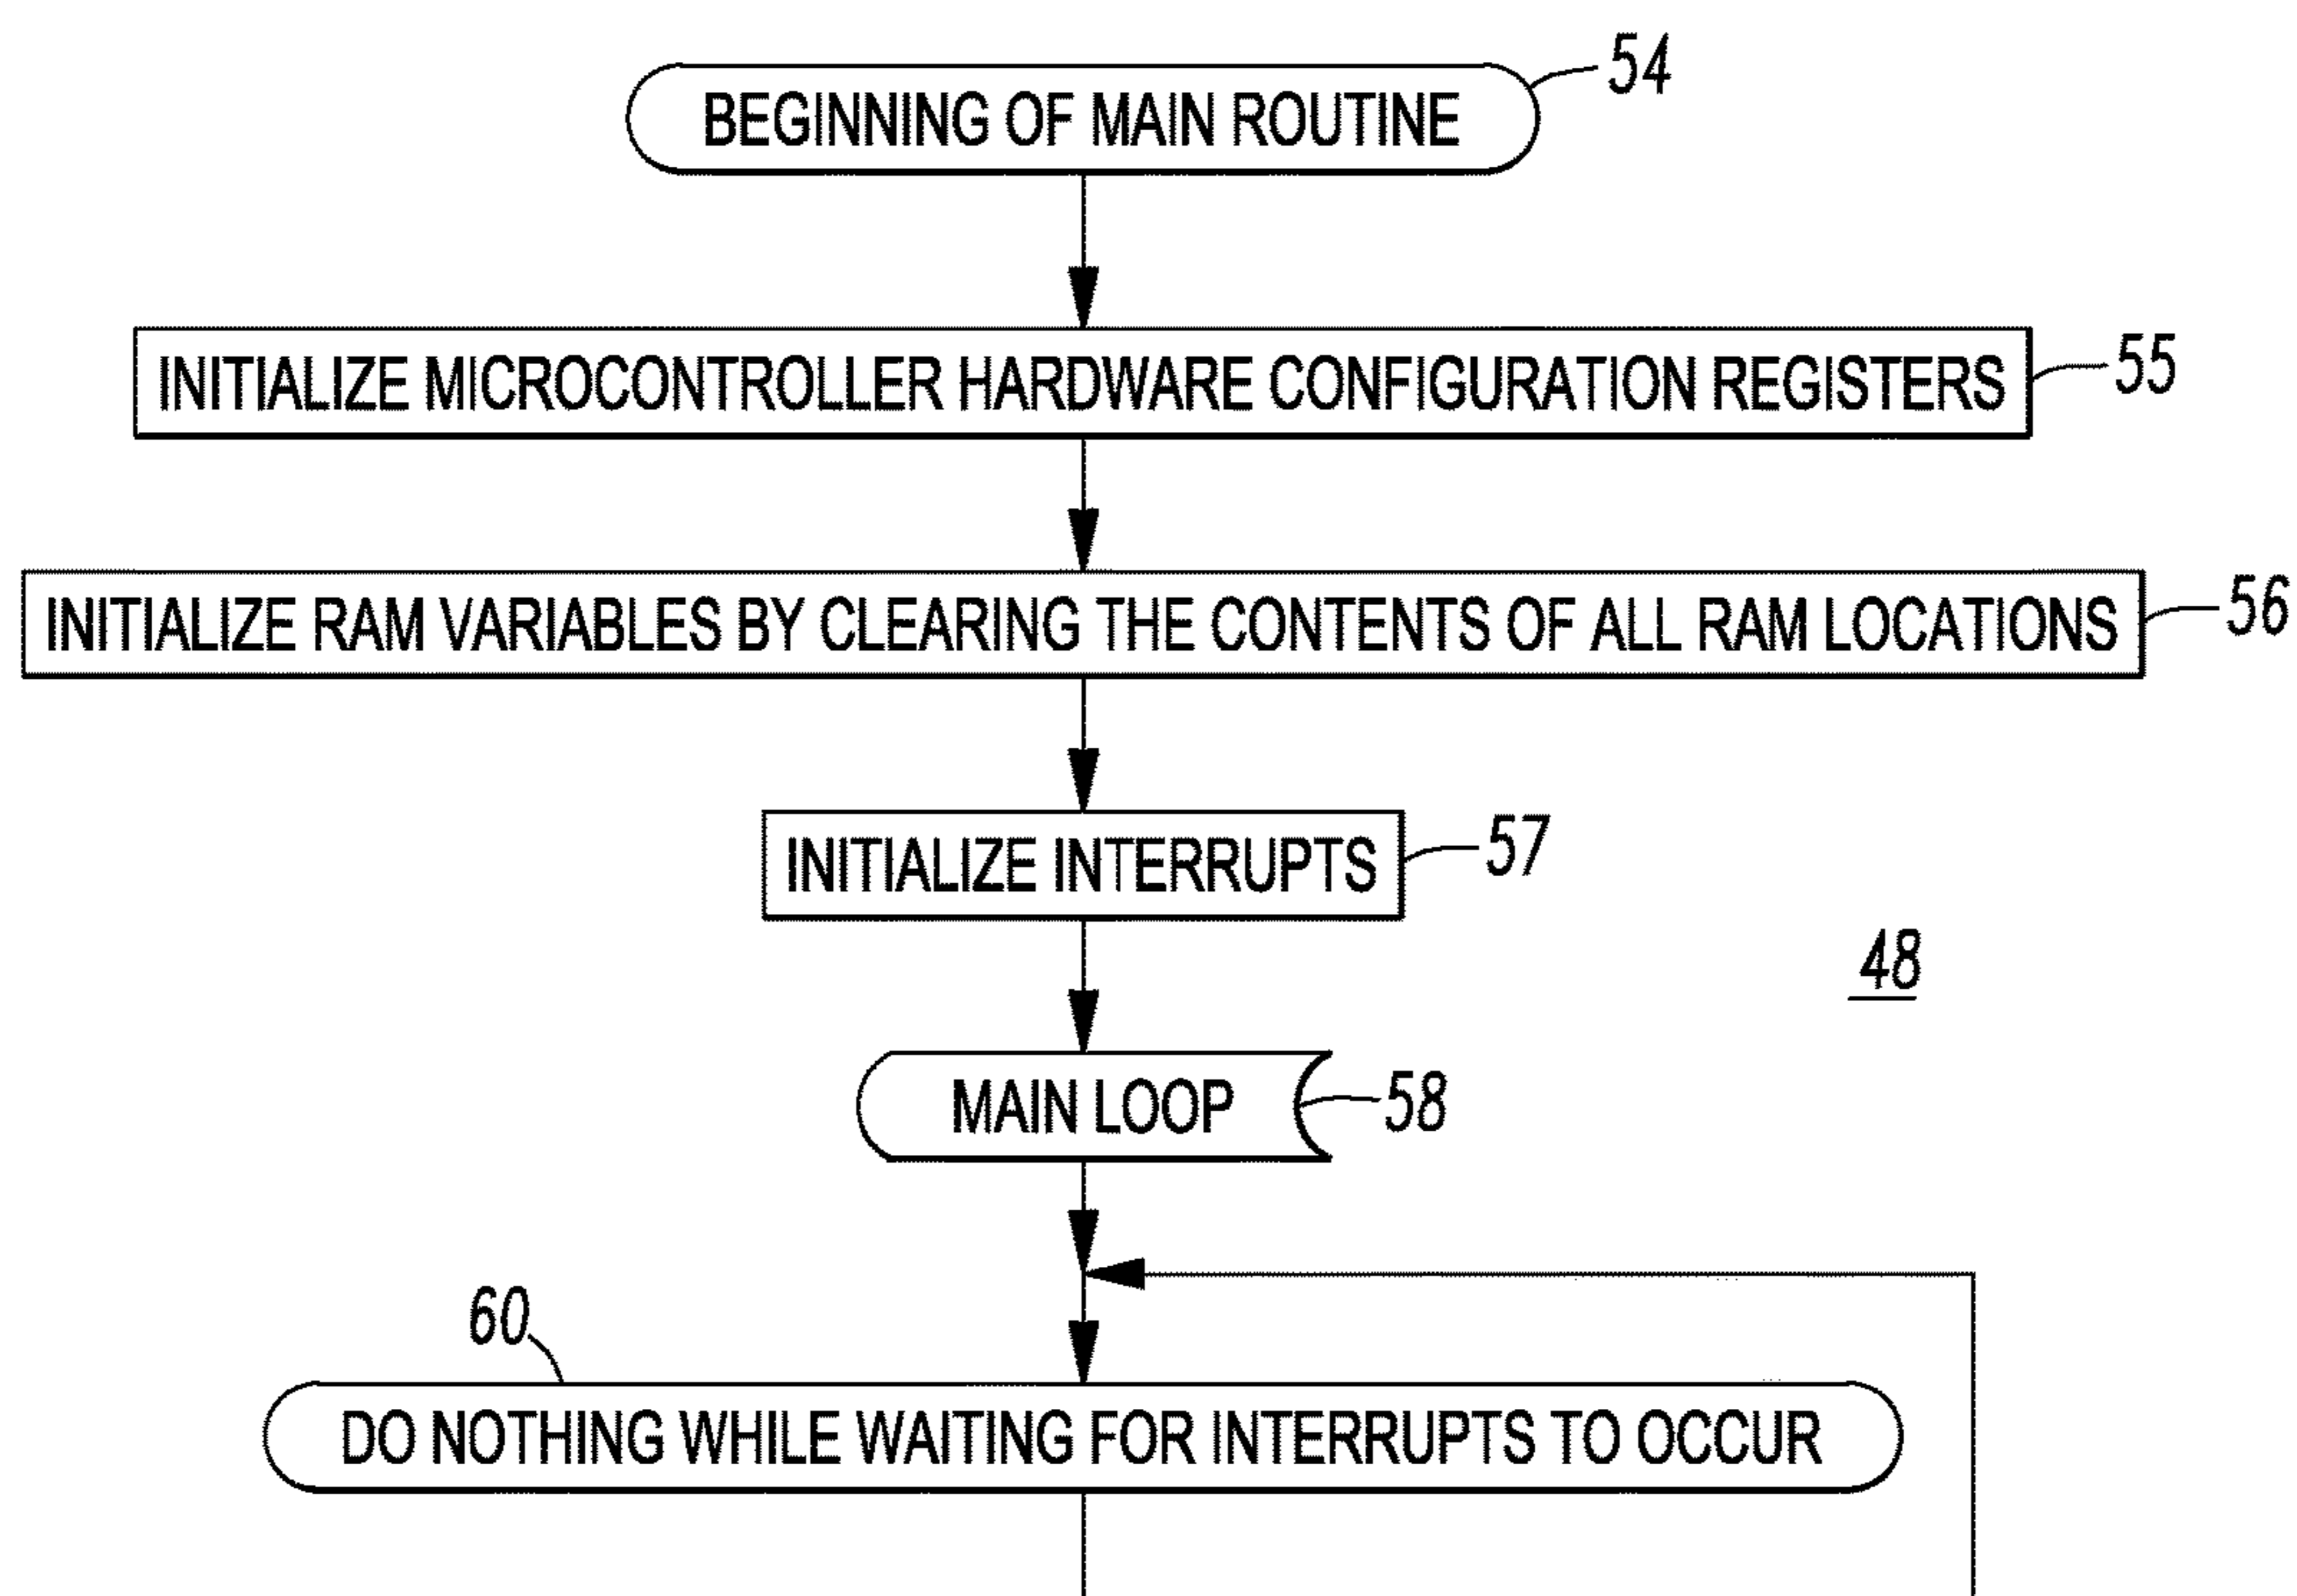 BEGINNING OF MAIN ROUTINE
54
INITIALIZE MICROCONTROLLER HARDWARE CONFIGURATION REGISTERS
55
INITIALIZE RAM VARIABLES BY CLEARING THE CONTENTS OF ALL RAM LOCATIONS
56
INITIALIZE INTERRUPTS
57
48
MAIN LOOP
58
60
DO NOTHING WHILE WAITING FOR INTERRUPTS TO OCCUR